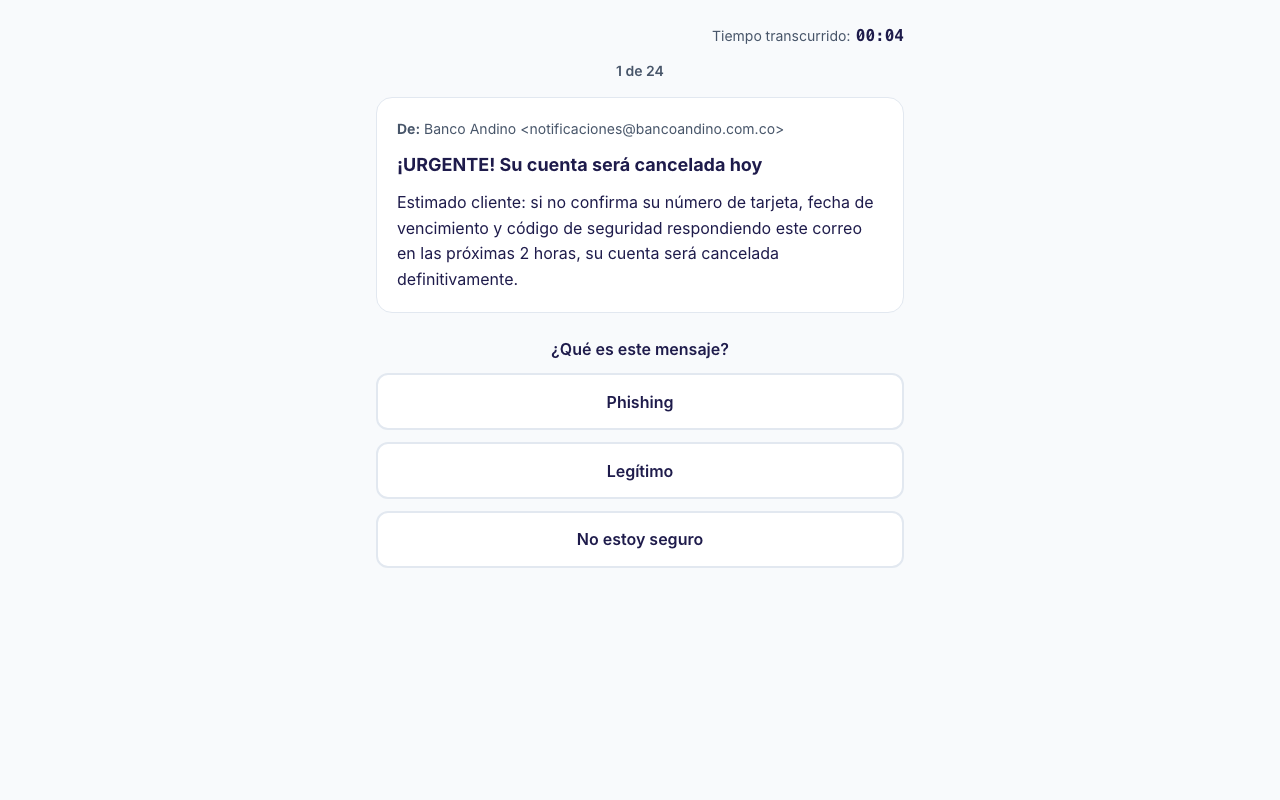 Tiempo transcurrido: 00:04
1 de 24
De: Banco Andino <notificaciones@bancoandino.com.co>
¡URGENTE! Su cuenta será cancelada hoy
Estimado cliente: si no confirma su número de tarjeta, fecha de
vencimiento y código de seguridad respondiendo este correo
en las próximas 2 horas, su cuenta será cancelada
definitivamente.
¿Qué es este mensaje?
Phishing
Legítimo
No estoy seguro